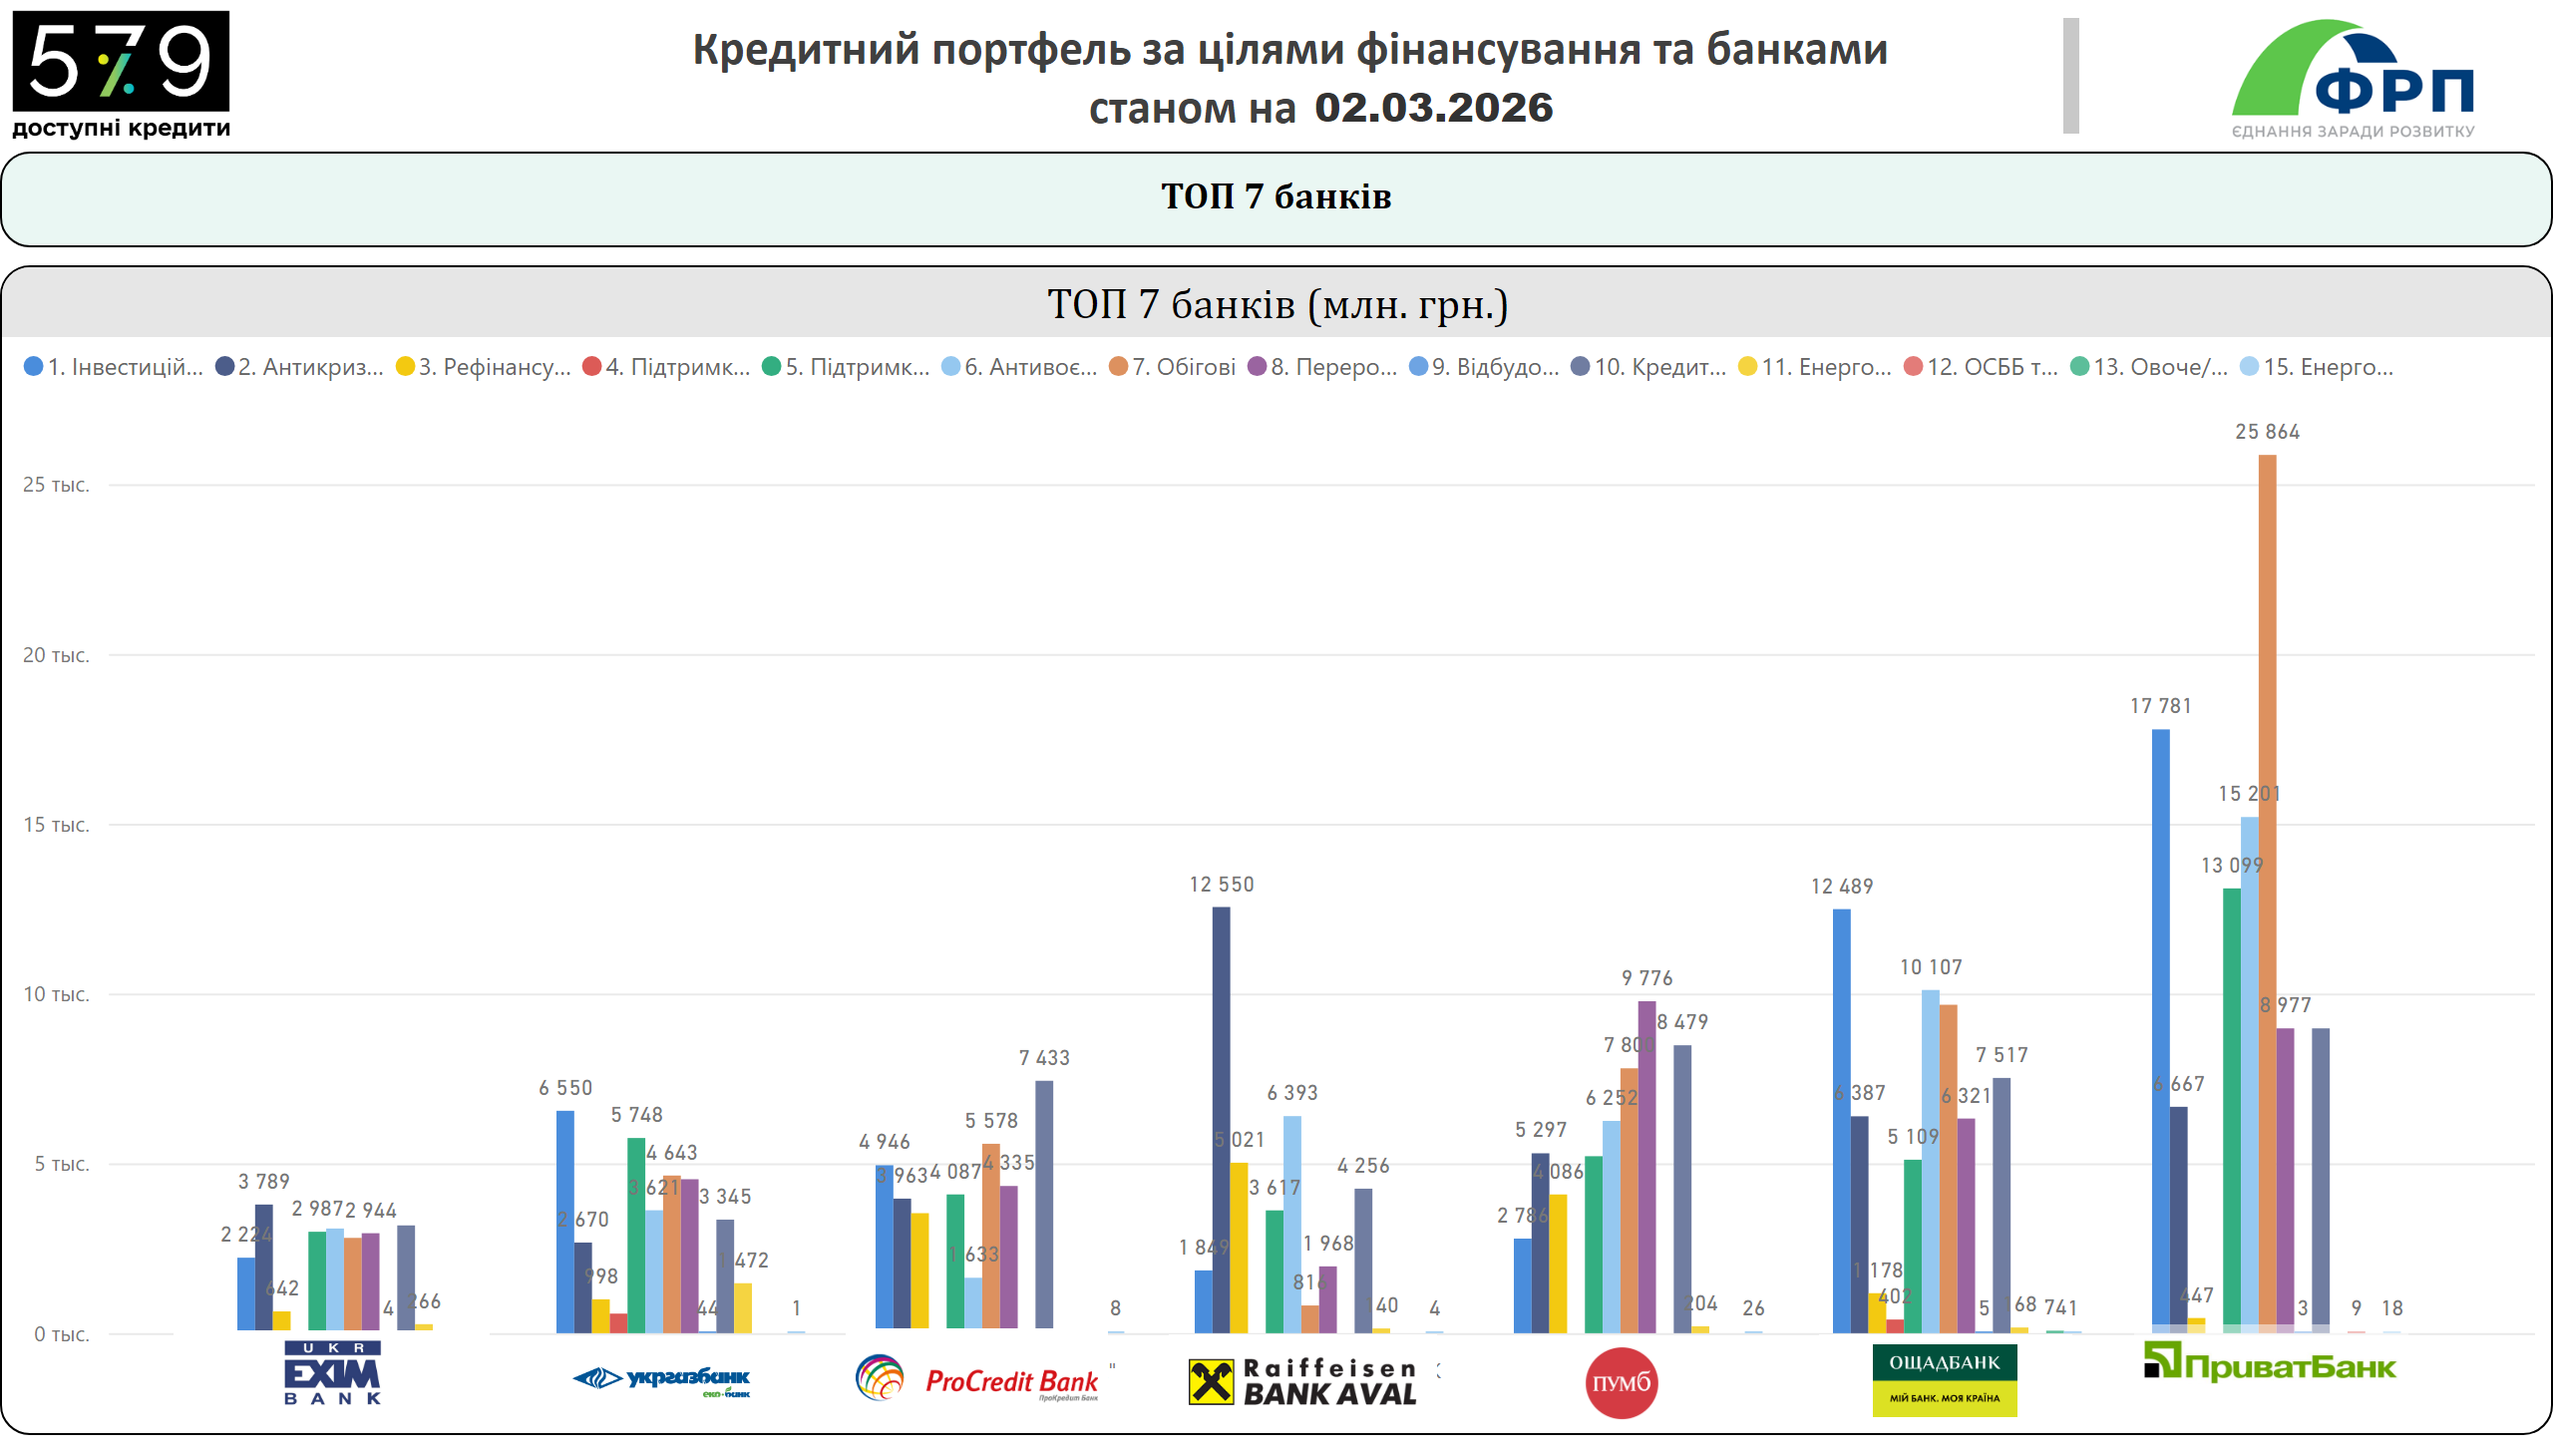 5%79
доступні кредити
Кредитний портфель за цілями фінансування та банками
станом на 02.03.2026
ФРП
ЄДНАННЯ ЗАРАДИ РОЗВИТКУ
ТОП 7 банків
ТОП 7 банків (млн. грн.)
1. Інвестицій... 2. Антикриз... 3. Рефінансу... 4. Підтримк... 5. Підтримк... 6. Антивоє... 7. Обігові 8. Переро... 9. Відбудо... 10. Кредит... 11. Енерго... 12. ОСББ т... 13. Овоче/... 15. Енерго...
25 тыс.
20 тыс.
15 тыс.
10 тыс.
5 тыс.
0 тыс.
2 224
3 789
642
2 987
2 944
4
266
6 550
2 670
998
5 748
3 621
4 643
44
3 345
1 472
1
4 946
3 963
4 087
1 633
5 578
4 335
7 433
8
1 849
12 550
5 021
3 617
6 393
816
1 968
4 256
140
4
2 786
5 297
4 086
6 252
7 800
9 776
8 479
204
26
12 489
6 387
1 178
402
5 109
10 107
6 321
5
7 517
168
741
17 781
6 667
447
13 099
15 201
25 864
8 977
3
9
18
UKR
EXIM
BANK
укргазбанк
еко-банк
ProCredit Bank
ПроКредит Банк
Raiffeisen
BANK AVAL
ПУМБ
ОЩАДБАНК
МІЙ БАНК. МОЯ КРАЇНА
ПриватБанк